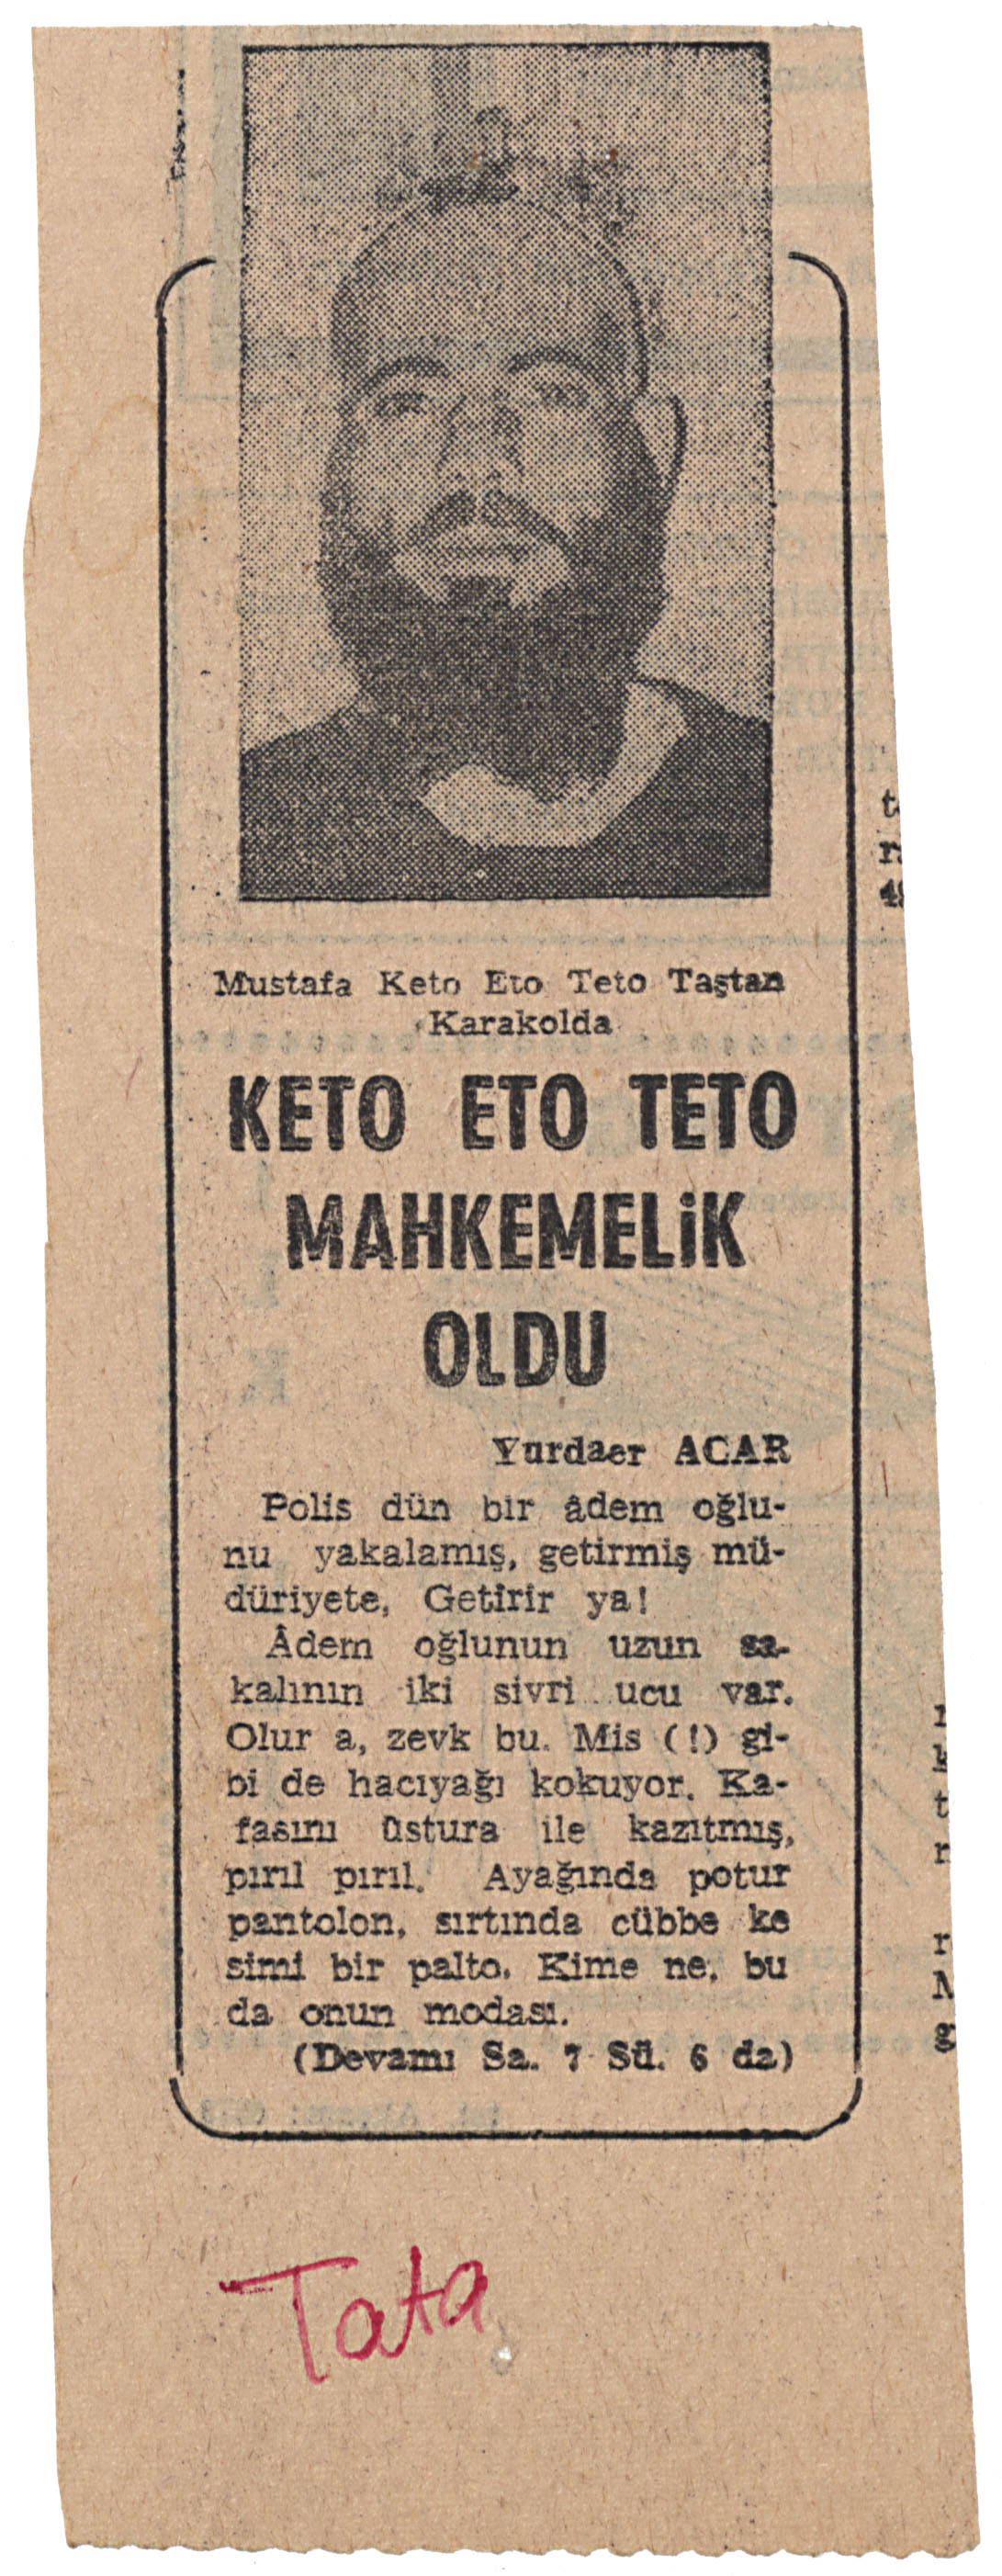 Mustafa Keto Eto Teto Taştan
Karakolda
KETO ETO TETO
MAHKEMELiK
OLDU
Yurdaer ACAR
Polis dün bir âdem oğlu-
nu yakalamış, getirmiş mü-
düriyete, Getirir ya!
Âdem oğlunun uzun sa-
kalının iki sivri ucu var.
Olur a, zevk bu. Mis (!) gi-
bi de hacıyağı kokuyor. Ka-
fasını üstura ile kazıtmış,
pırıl pırıl. Ayağında potur
pantolon, sırtında cübbe ke
simi bir palto. Kime ne, bu
da onun modası.
(Devamı Sa. 7 Sü. 6 da)
Tata